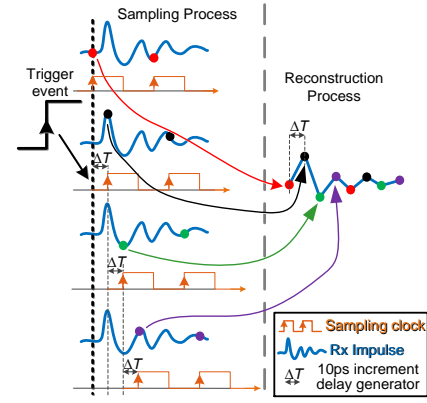 Sampling Process
Trigger
event
Reconstruction
Process
ΔT
ΔT
ΔT
ΔT
Sampling clock
Rx Impulse
ΔT
10ps increment
delay generator